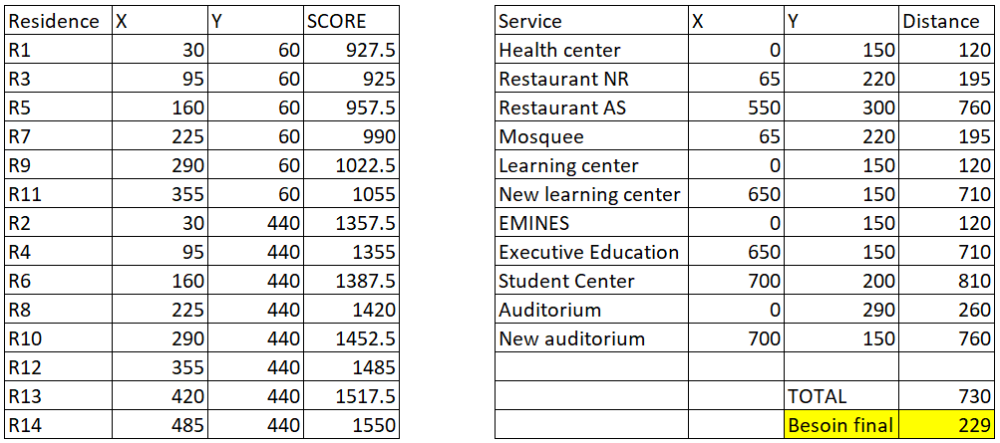 Residence X Y SCORE
R1 30 60 927.5
R3 95 60 925
R5 160 60 957.5
R7 225 60 990
R9 290 60 1022.5
R11 355 60 1055
R2 30 440 1357.5
R4 95 440 1355
R6 160 440 1387.5
R8 225 440 1420
R10 290 440 1452.5
R12 355 440 1485
R13 420 440 1517.5
R14 485 440 1550
Service X Y Distance
Health center 0 150 120
Restaurant NR 65 220 195
Restaurant AS 550 300 760
Mosquee 65 220 195
Learning center 0 150 120
New learning center 650 150 710
EMINES 0 150 120
Executive Education 650 150 710
Student Center 700 200 810
Auditorium 0 290 260
New auditorium 700 150 760
TOTAL 730
Besoin final 229